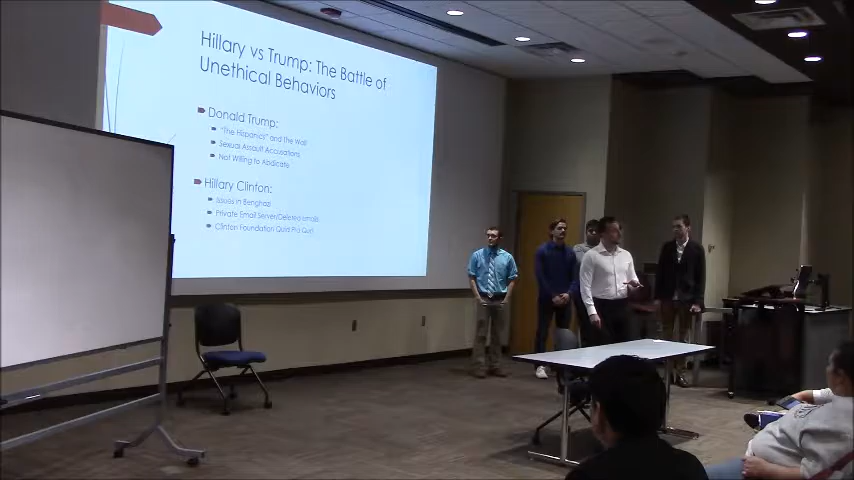 Hillary vs Trump: The Battle of
Unethical Behaviors
Donald Trump:
"The Hispanics" and the Wall
Sexual Assault Accusations
Not Willing to Abdicate
Hillary Clinton:
Issues in Benghazi
Private Email Server/Deleted Emails
Clinton Foundation Quid Pro Quo